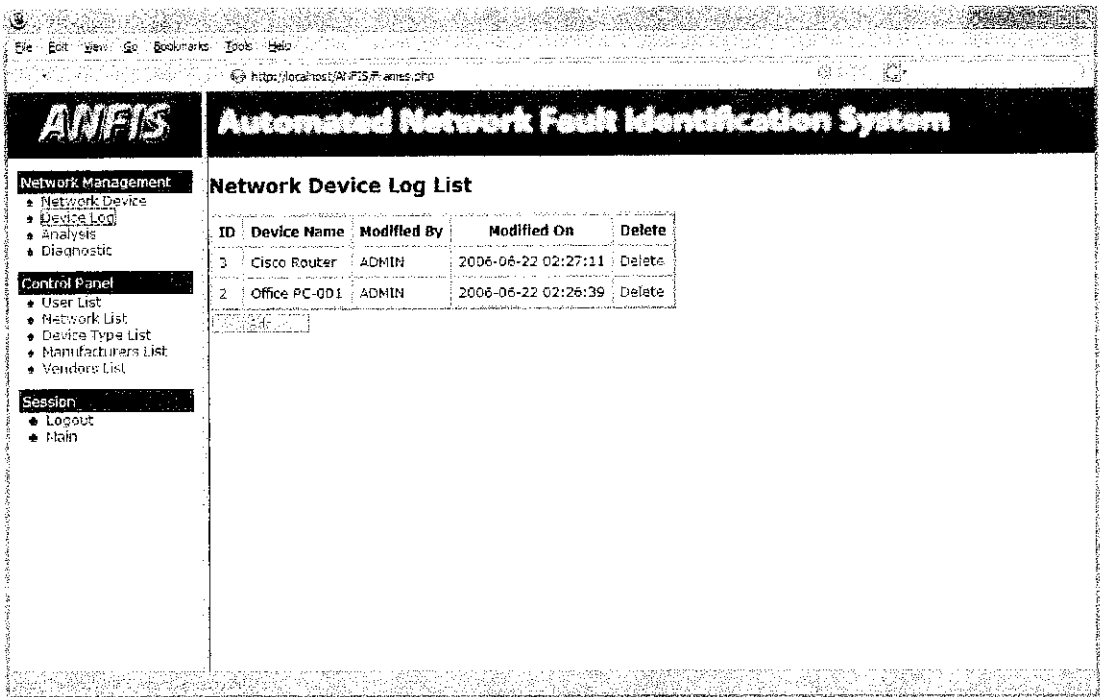 File Edit View Go Bookmarks Tools Help
http://localhost/ANFIS/Frames.php
ANFIS
Automated Network Fault Identification System
Network Management
Network Device
Device Log
Analysis
Diagnostic
Control Panel
User List
Network List
Device Type List
Manufacturers List
Vendors List
Session
Logout
Main
Network Device Log List
ID Device Name Modified By Modified On Delete
3 Cisco Router ADMIN 2006-06-22 02:27:11 Delete
2 Office PC-001 ADMIN 2006-06-22 02:26:39 Delete